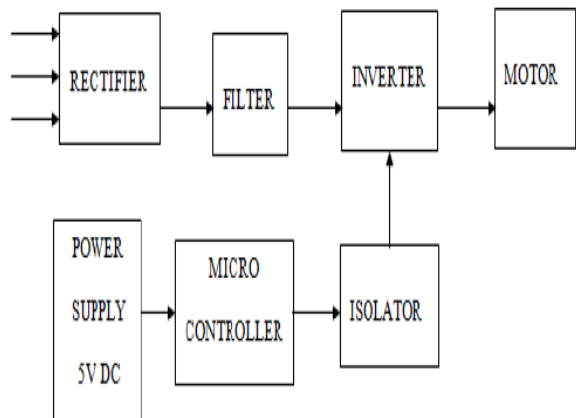 RECTIFIER
FILTER
INVERTER
MOTOR
POWER
SUPPLY
5V DC
MICRO
CONTROLLER
ISOLATOR